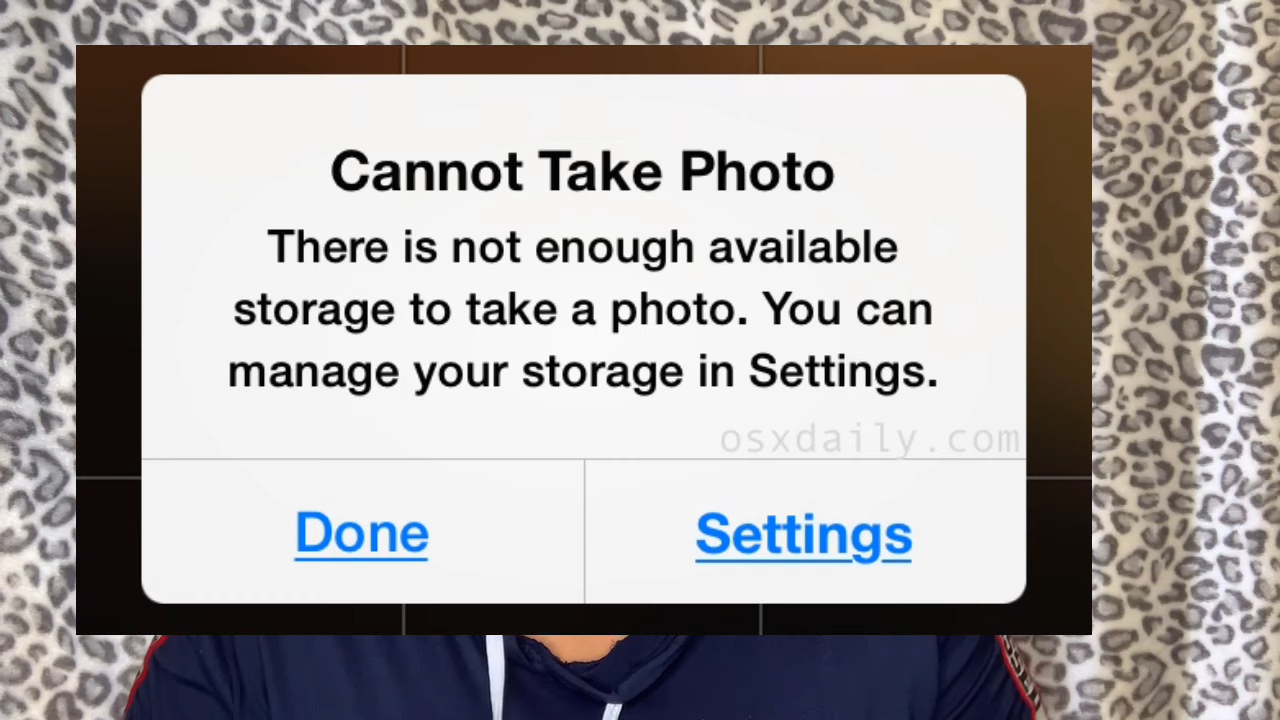 Cannot Take Photo
There is not enough available
storage to take a photo. You can
manage your storage in Settings.
osxdaily.com
Done
Settings